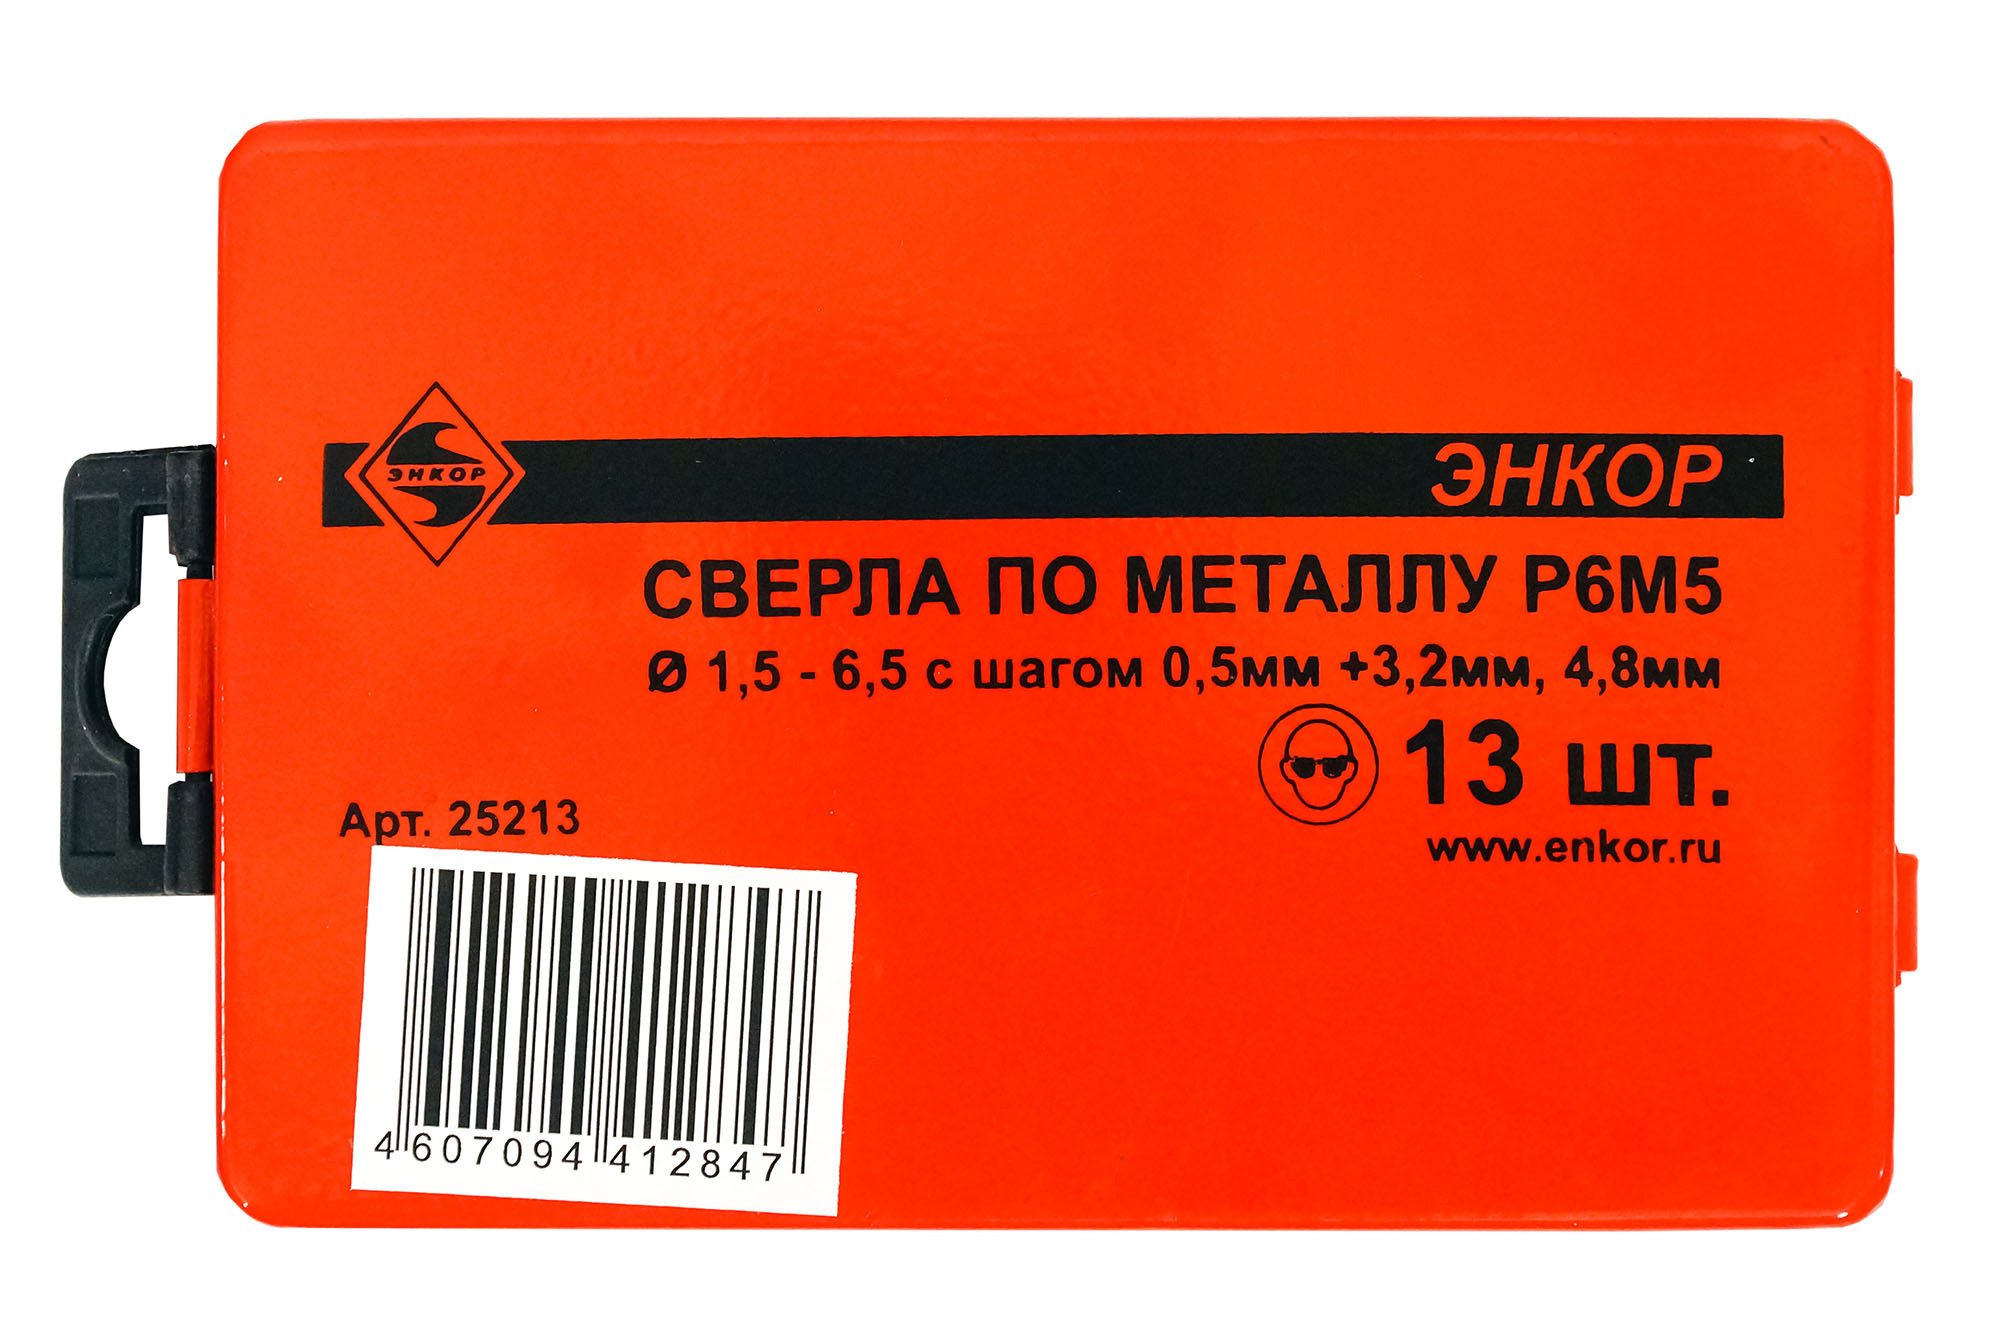 ЭНКОР
ЭНКОР
СВЕРЛА ПО МЕТАЛЛУ Р6М5
Ø 1,5 - 6,5 с шагом 0,5мм +3,2мм, 4,8мм
13 шт.
Арт. 25213
www.enkor.ru
4 607094 412847